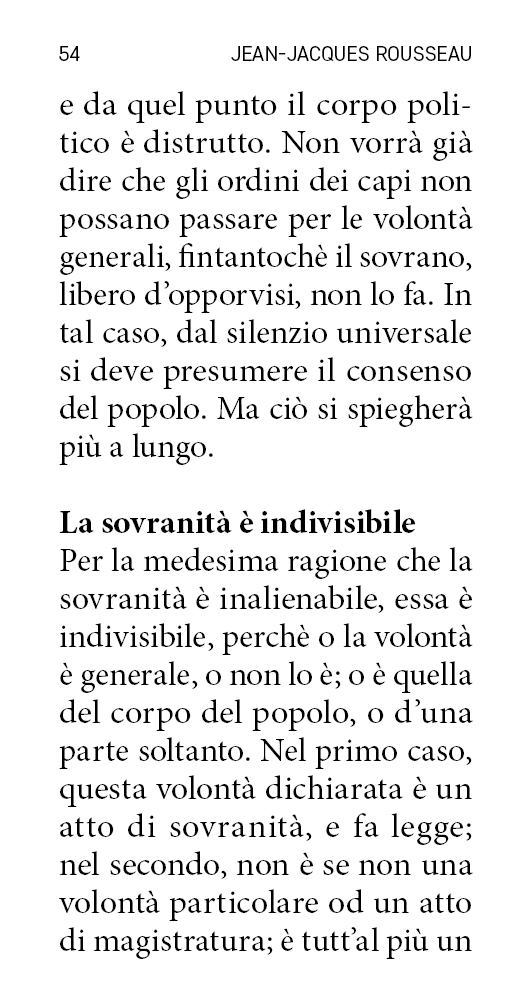 54 JEAN-JACQUES ROUSSEAU
e da quel punto il corpo poli-
tico è distrutto. Non vorrà già
dire che gli ordini dei capi non
possano passare per le volontà
generali, fintantochè il sovrano,
libero d’opporvisi, non lo fa. In
tal caso, dal silenzio universale
si deve presumere il consenso
del popolo. Ma ciò si spiegherà
più a lungo.
La sovranità è indivisibile
Per la medesima ragione che la
sovranità è inalienabile, essa è
indivisibile, perchè o la volontà
è generale, o non lo è; o è quella
del corpo del popolo, o d’una
parte soltanto. Nel primo caso,
questa volontà dichiarata è un
atto di sovranità, e fa legge;
nel secondo, non è se non una
volontà particolare od un atto
di magistratura; è tutt’al più un